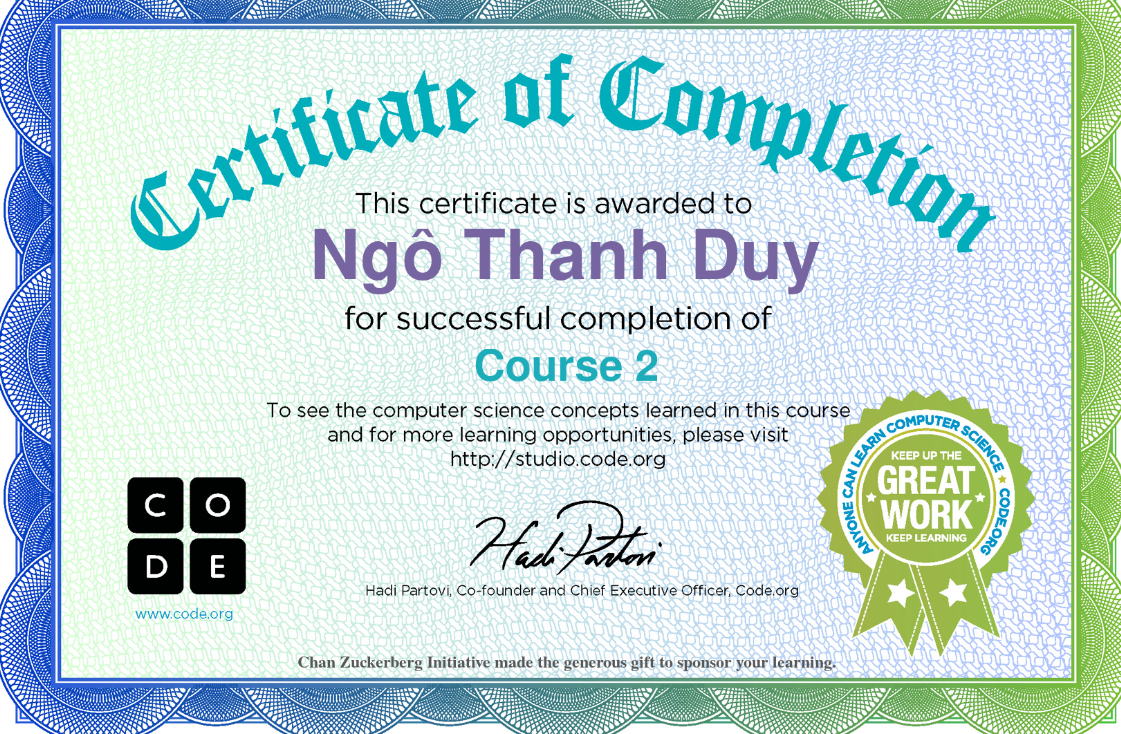 Certificate of Completion
This certificate is awarded to
Ngô Thanh Duy
for successful completion of
Course 2
To see the computer science concepts learned in this course
and for more learning opportunities, please visit
http://studio.code.org
C O
D E
www.code.org
Hadi Partovi
Hadi Partovi, Co-founder and Chief Executive Officer, Code.org
ANYONE CAN LEARN COMPUTER SCIENCE ★ CODE.ORG
KEEP UP THE
GREAT
WORK
KEEP LEARNING
Chan Zuckerberg Initiative made the generous gift to sponsor your learning.